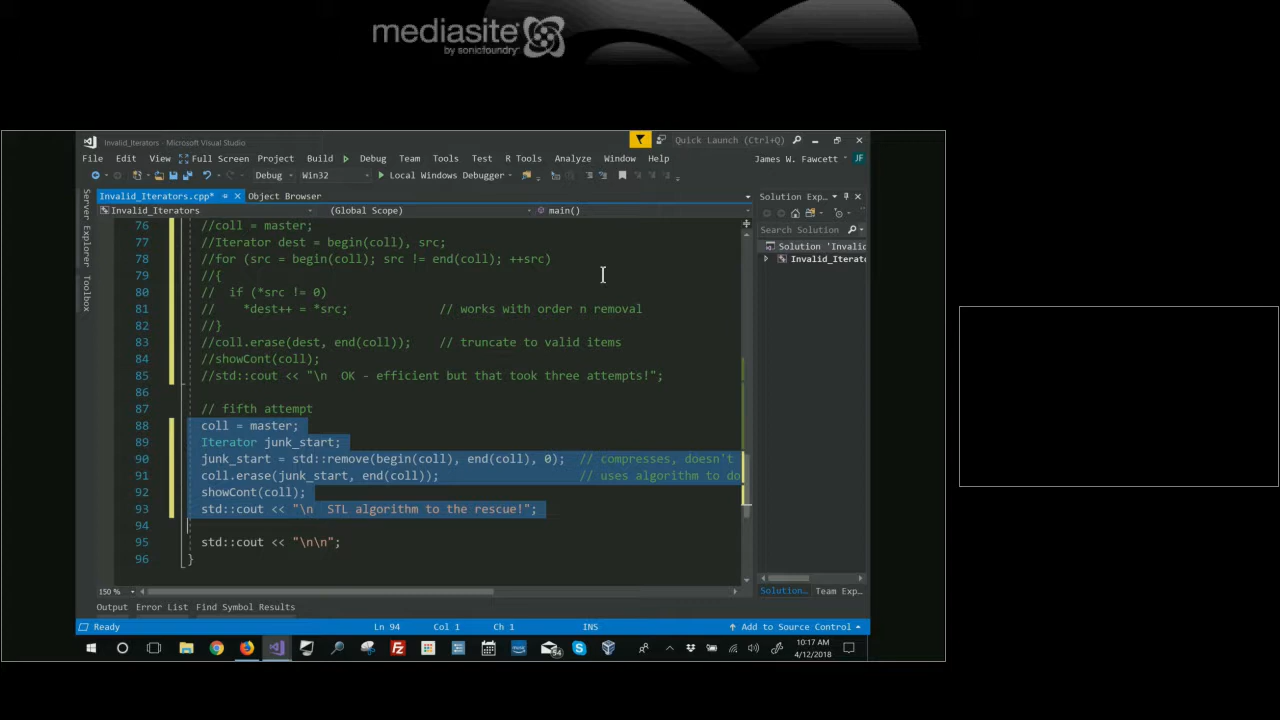 mediasite
by sonicfoundry
Invalid_Iterators - Microsoft Visual Studio
Quick Launch (Ctrl+Q)
File Edit View Full Screen Project Build Debug Team Tools Test R Tools Analyze Window Help
James W. Fawcett JF
Debug Win32 Local Windows Debugger
Invalid_Iterators.cpp* Object Browser
Invalid_Iterators (Global Scope) main()
Server Explorer
Toolbox
76 //coll = master;
77 //Iterator dest = begin(coll), src;
78 //for (src = begin(coll); src != end(coll); ++src)
79 //{
80 // if (*src != 0)
81 // *dest++ = *src; // works with order n removal
82 //}
83 //coll.erase(dest, end(coll)); // truncate to valid items
84 //showCont(coll);
85 //std::cout << "\n OK - efficient but that took three attempts!";
86
87 // fifth attempt
88 coll = master;
89 Iterator junk_start;
90 junk_start = std::remove(begin(coll), end(coll), 0); // compresses, doesn't
91 coll.erase(junk_start, end(coll)); // uses algorithm to do
92 showCont(coll);
93 std::cout << "\n STL algorithm to the rescue!";
94
95 std::cout << "\n\n";
96 }
150 %
Solution Exp...
Search Solution
Solution 'Invalid
Invalid_Iterato
Solution... Team Exp...
Output Error List Find Symbol Results
Ready Ln 94 Col 1 Ch 1 INS Add to Source Control
10:17 AM
4/12/2018